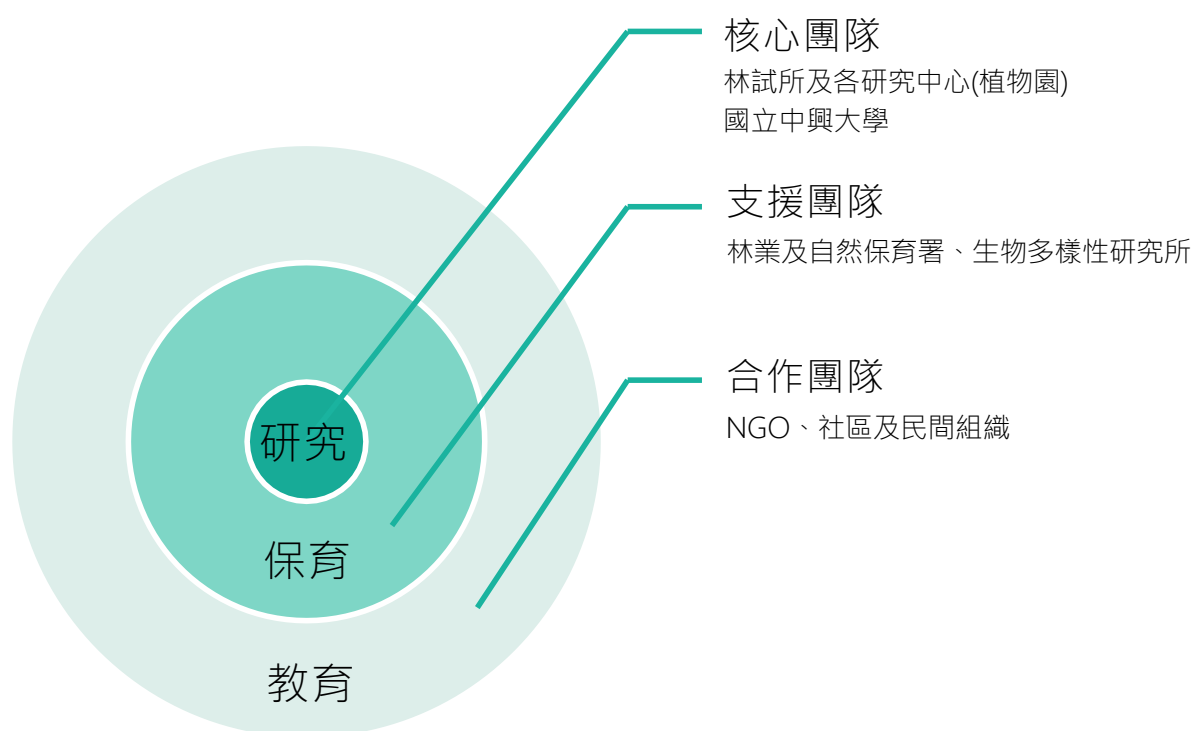 核心團隊
林試所及各研究中心(植物園)
國立中興大學
支援團隊
林業及自然保育署、生物多樣性研究所
合作團隊
NGO、社區及民間組織
研究
保育
教育